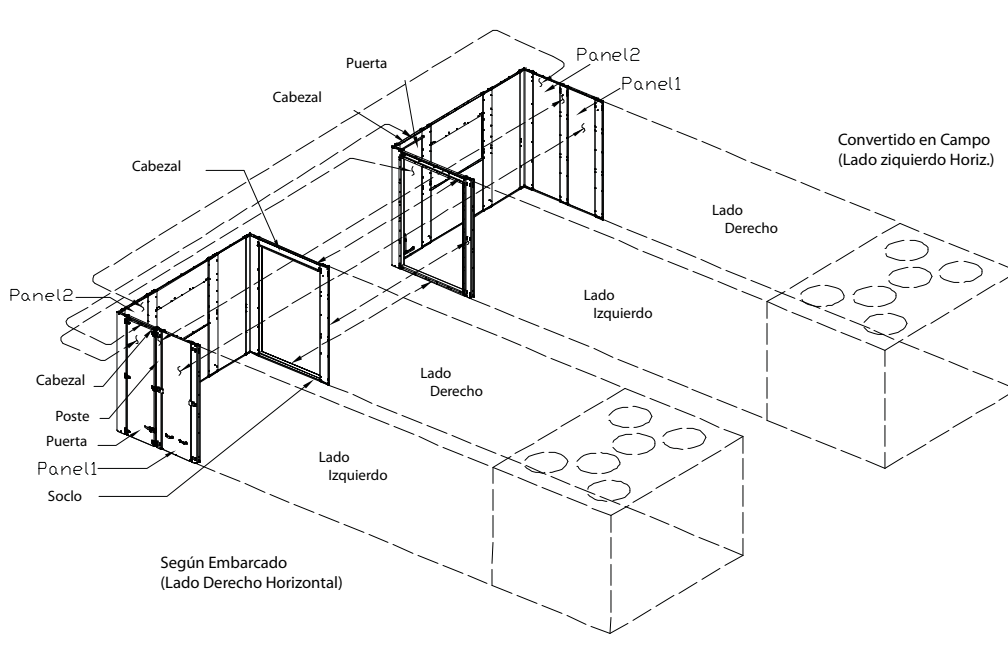 Panel2
Puerta
Panel1
Cabezal
Convertido en Campo
(Lado ziquierdo Horiz.)
Cabezal
Lado
Derecho
Panel2
Lado
Izquierdo
Cabezal
Lado
Derecho
Poste
Puerta
Panel1
Lado
Izquierdo
Soclo
Según Embarcado
(Lado Derecho Horizontal)